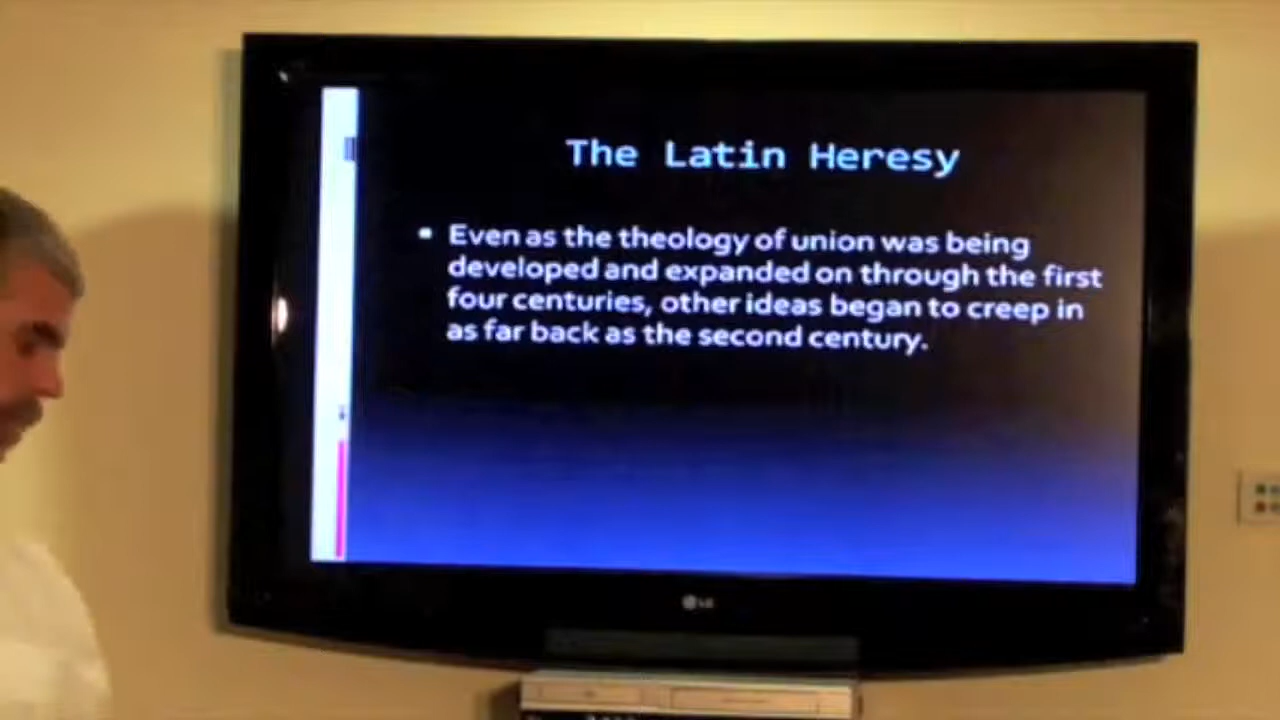 The Latin Heresy
▪ Even as the theology of union was being
developed and expanded on through the first
four centuries, other ideas began to creep in
as far back as the second century.
LG